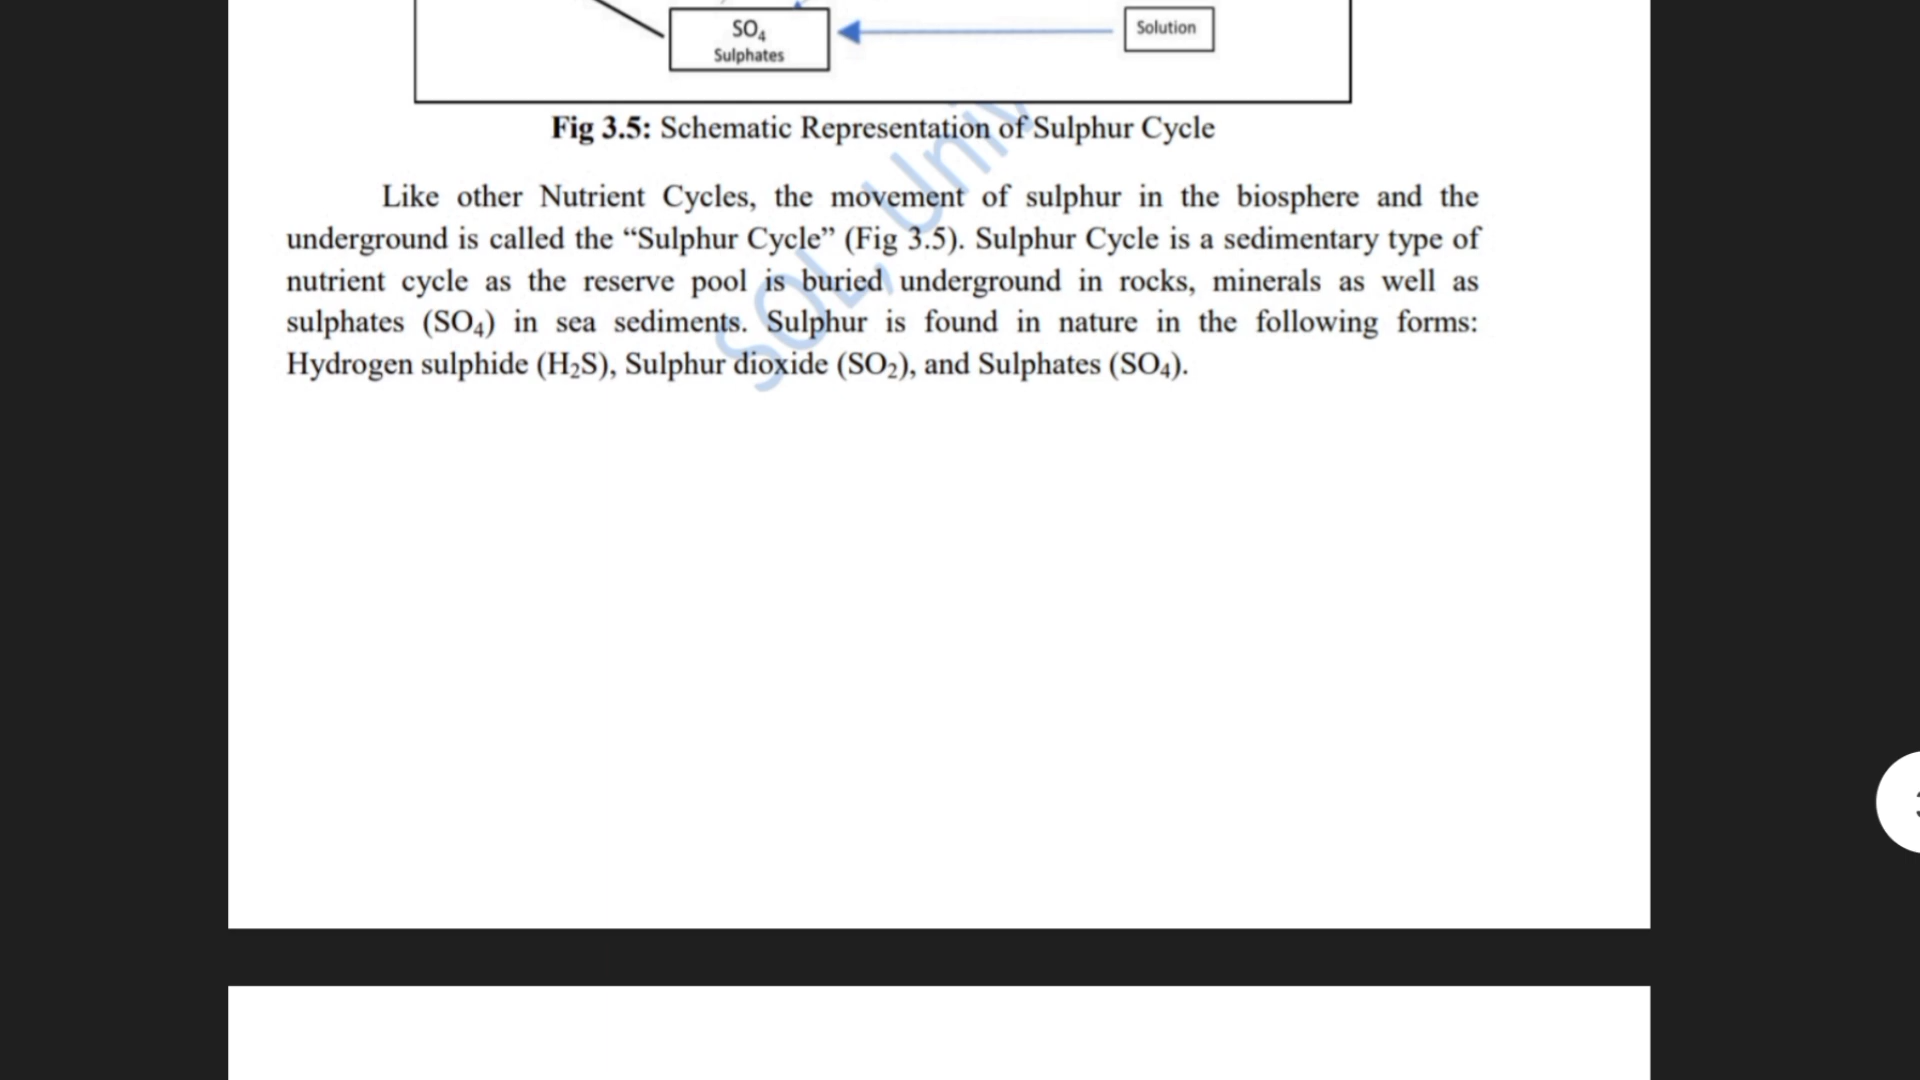 SO₄
Sulphates
Solution
Fig 3.5: Schematic Representation of Sulphur Cycle
Like other Nutrient Cycles, the movement of sulphur in the biosphere and the
underground is called the “Sulphur Cycle” (Fig 3.5). Sulphur Cycle is a sedimentary type of
nutrient cycle as the reserve pool is buried underground in rocks, minerals as well as
sulphates (SO₄) in sea sediments. Sulphur is found in nature in the following forms:
Hydrogen sulphide (H₂S), Sulphur dioxide (SO₂), and Sulphates (SO₄).
SOL, Univ